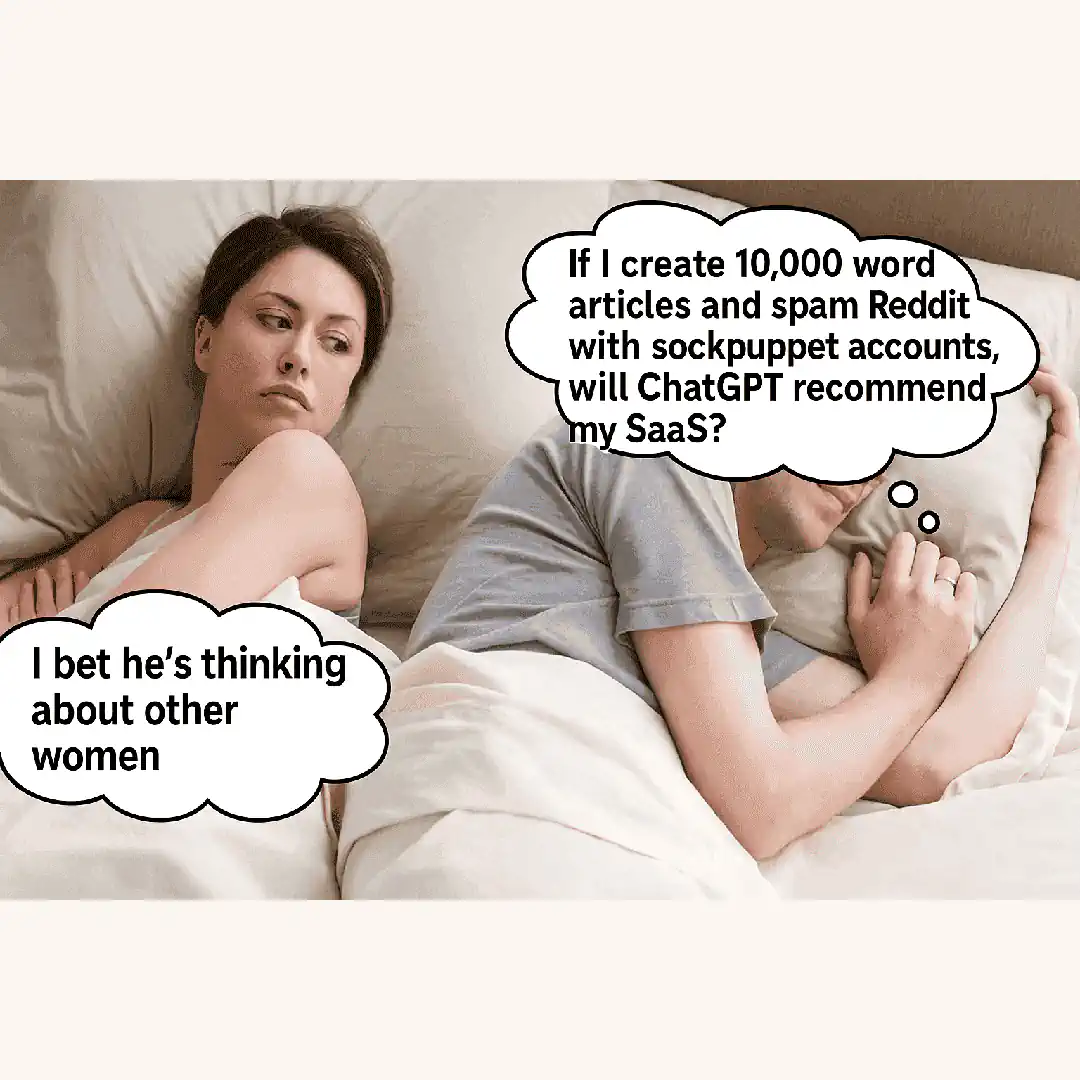 If I create 10,000 word
articles and spam Reddit
with sockpuppet accounts,
will ChatGPT recommend
my SaaS?
I bet he’s thinking
about other
women